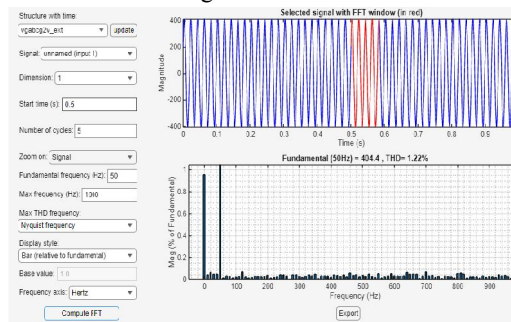 Structure with time
update
Signal: unnamed (input 1)
Dimension: 1
Start time (s): 0.5
Number of cycles: 5
Zoom on: Signal
Fundamental frequency (Hz): 50
Max frequency (Hz): 1000
Max THD frequency:
Nyquist frequency
Display style:
Bar (relative to fundamental)
Base value: 1.0
Frequency axis: Hertz
Compute FFT
Selected signal with FFT window (in red)
Magnitude
400
200
0
-200
-400
0 0.1 0.2 0.3 0.4 0.5 0.6 0.7 0.8 0.9
Time (s)
Fundamental (50Hz) = 404.4 , THD= 1.22%
Mag (% of Fundamental)
1
0.8
0.6
0.4
0.2
0
0 100 200 300 400 500 600 700 800 900
Frequency (Hz)
Export